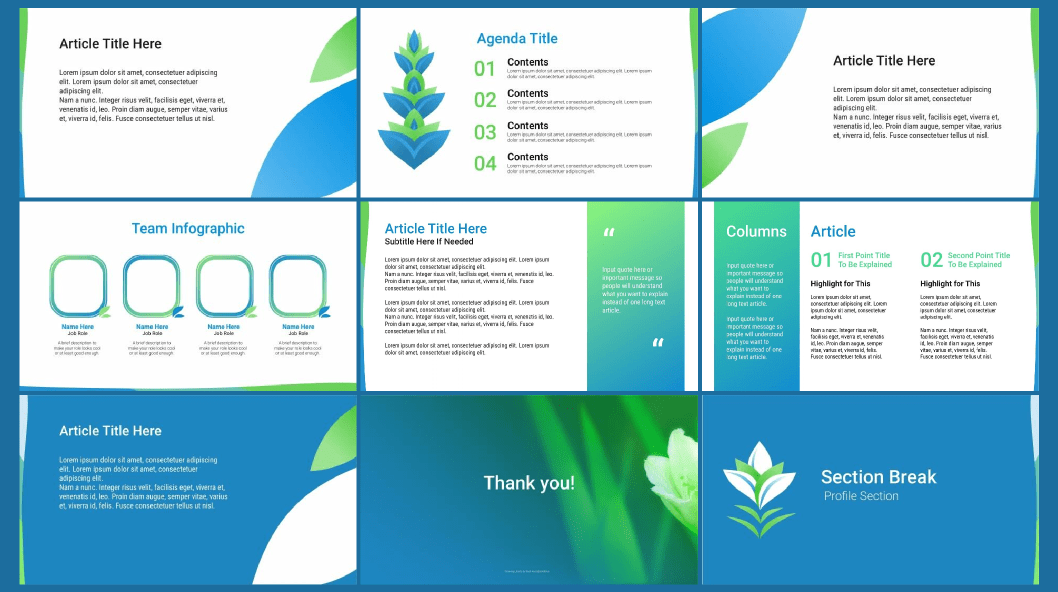 Article Title Here
Lorem ipsum dolor sit amet, consectetuer adipiscing
elit. Lorem ipsum dolor sit amet, consectetuer
adipiscing elit.
Nam a nunc. Integer risus velit, facilisis eget, viverra et,
venenatis id, leo. Proin diam augue, semper vitae,
varius et, facilisis. Fusce consectetuer tellus ut nisl.
Agenda Title
01
Contents
Lorem ipsum dolor sit amet, consectetuer adipiscing elit. Lorem ipsum
dolor sit amet, consectetuer adipiscing elit.
02
Contents
Lorem ipsum dolor sit amet, consectetuer adipiscing elit. Lorem ipsum
dolor sit amet, consectetuer adipiscing elit.
03
Contents
Lorem ipsum dolor sit amet, consectetuer adipiscing elit. Lorem ipsum
dolor sit amet, consectetuer adipiscing elit.
04
Contents
Lorem ipsum dolor sit amet, consectetuer adipiscing elit. Lorem ipsum
dolor sit amet, consectetuer adipiscing elit.
Article Title Here
Lorem ipsum dolor sit amet, consectetuer adipiscing
elit. Lorem ipsum dolor sit amet, consectetuer
adipiscing elit.
Nam a nunc. Integer risus velit, facilisis eget, viverra et,
venenatis id, leo. Proin diam augue, semper vitae, varius
et, varius et, felis. Fusce consectetuer tellus ut nisl.
Team Infographic
Name Here
Job Role
A brief description to
make your role looks cool
or at least good enough
Name Here
Job Role
A brief description to
make your role looks cool
or at least good enough
Name Here
Job Role
A brief description to
make your role looks cool
or at least good enough
Name Here
Job Role
A brief description to
make your role looks cool
or at least good enough
Article Title Here
Subtitle Here If Needed
Lorem ipsum dolor sit amet, consectetuer adipiscing elit. Lorem ipsum
dolor sit amet, consectetuer adipiscing elit.
Nam a nunc. Integer risus velit, facilisis eget, viverra et, venenatis id, leo.
Proin diam augue, semper vitae, varius et, viverra id, felis. Fusce
consectetuer tellus ut nisl.
Lorem ipsum dolor sit amet, consectetuer adipiscing elit. Lorem ipsum
dolor sit amet, consectetuer adipiscing elit.
Nam a nunc. Integer risus velit, facilisis eget, viverra et, venenatis id, leo.
Proin diam augue, semper vitae, varius et, viverra id, felis. Fusce
consectetuer tellus ut nisl.
Lorem ipsum dolor sit amet, consectetuer adipiscing elit. Lorem ipsum
dolor sit amet, consectetuer adipiscing elit.
“
Input quote here or
important message so
people will understand
what you want to explain
instead of one long text
article.
“
Columns
Input quote here or
important message so
people will understand
what you want to
explain instead of one
long text article.
Input quote here or
important message so
people will understand
what you want to
explain instead of one
long text article.
Article
01
First Point Title
To Be Explained
Highlight for This
Lorem ipsum dolor sit
amet, consectetuer
adipiscing elit. Lorem
ipsum dolor sit amet,
consectetuer adipiscing
elit.
Nam a nunc. Integer risus
velit, facilisis eget, viverra
et, venenatis id, leo. Proin
diam augue, semper
vitae, varius et, felis.
02
Second Point Title
To Be Explained
Highlight for This
Lorem ipsum dolor sit
amet, consectetuer
adipiscing elit. Lorem
ipsum dolor sit amet,
consectetuer adipiscing
elit.
Nam a nunc. Integer risus
velit, facilisis eget, viverra
et, venenatis id, leo. Proin
diam augue, semper
vitae, varius et, felis.
Article Title Here
Lorem ipsum dolor sit amet, consectetuer adipiscing
elit. Lorem ipsum dolor sit amet, consectetuer
adipiscing elit.
Nam a nunc. Integer risus velit, facilisis eget, viverra et,
venenatis id, leo. Proin diam augue, semper vitae,
varius et, facilisis. Fusce consectetuer tellus ut nisl.
Thank you!
Section Break
Profile Section